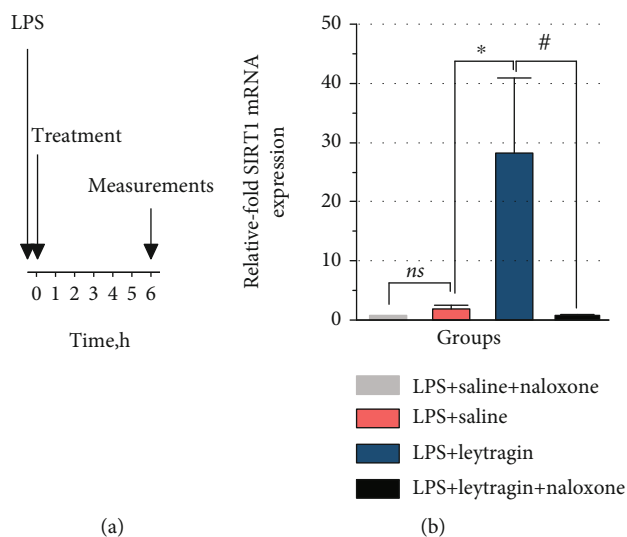 LPS
Treatment
Measurements
0 1 2 3 4 5 6
Time,h
(a)
Relative-fold SIRT1 mRNA
expression
50
40
30
20
10
0
ns
*
#
Groups
LPS+saline+naloxone
LPS+saline
LPS+leytragin
LPS+leytragin+naloxone
(b)